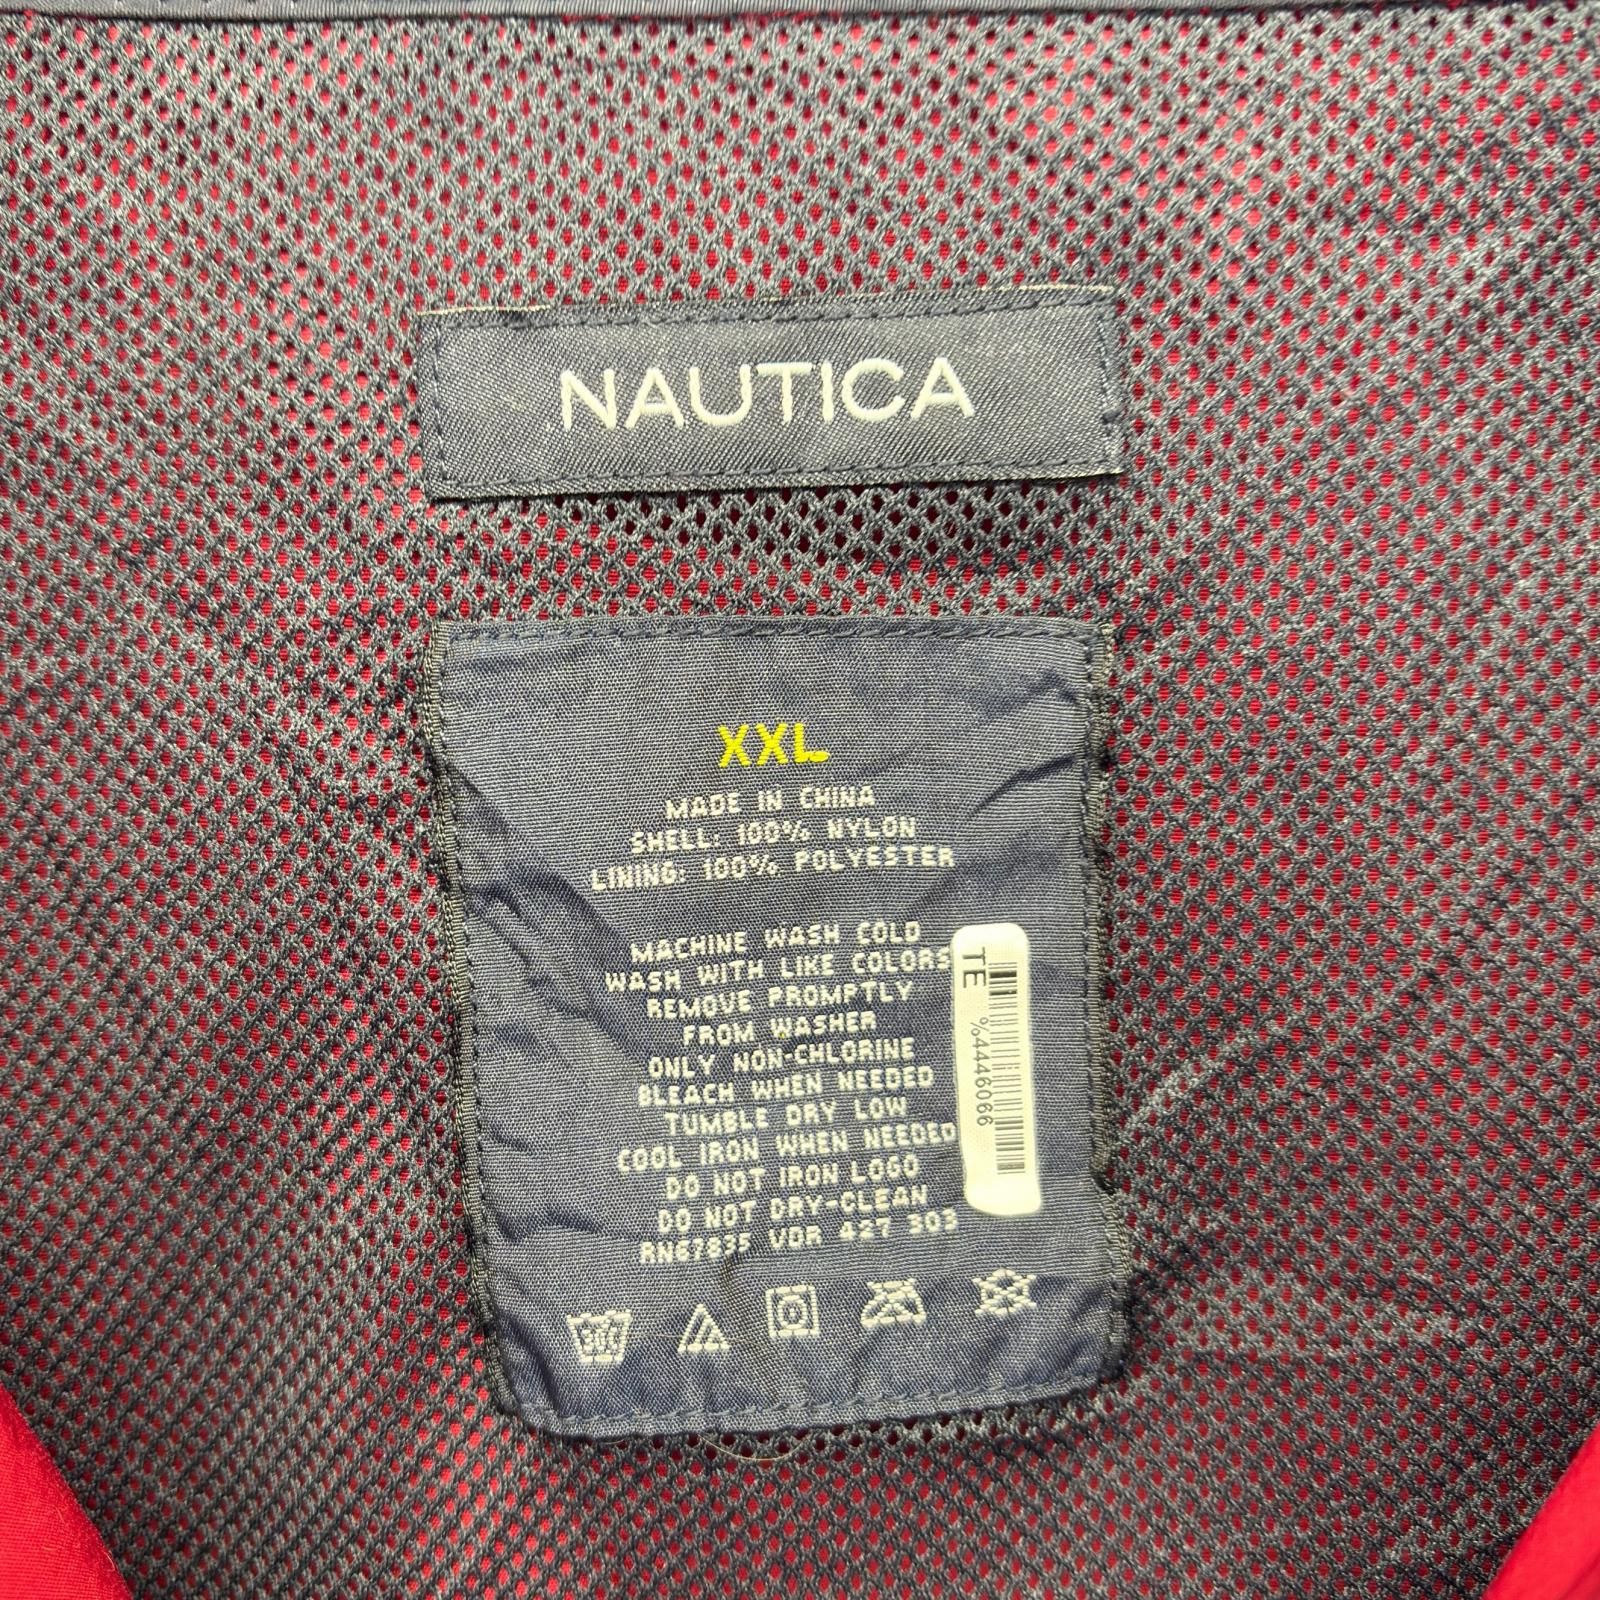 NAUTICA
XXL
MADE IN CHINA
SHELL: 100% NYLON
LINING: 100% POLYESTER
MACHINE WASH COLD
WASH WITH LIKE COLORS
REMOVE PROMPTLY
FROM WASHER
ONLY NON-CHLORINE
BLEACH WHEN NEEDED
TUMBLE DRY LOW
COOL IRON WHEN NEEDED
DO NOT IRON LOGO
DO NOT DRY-CLEAN
RN67835 VDR 427 303
TE %4446066